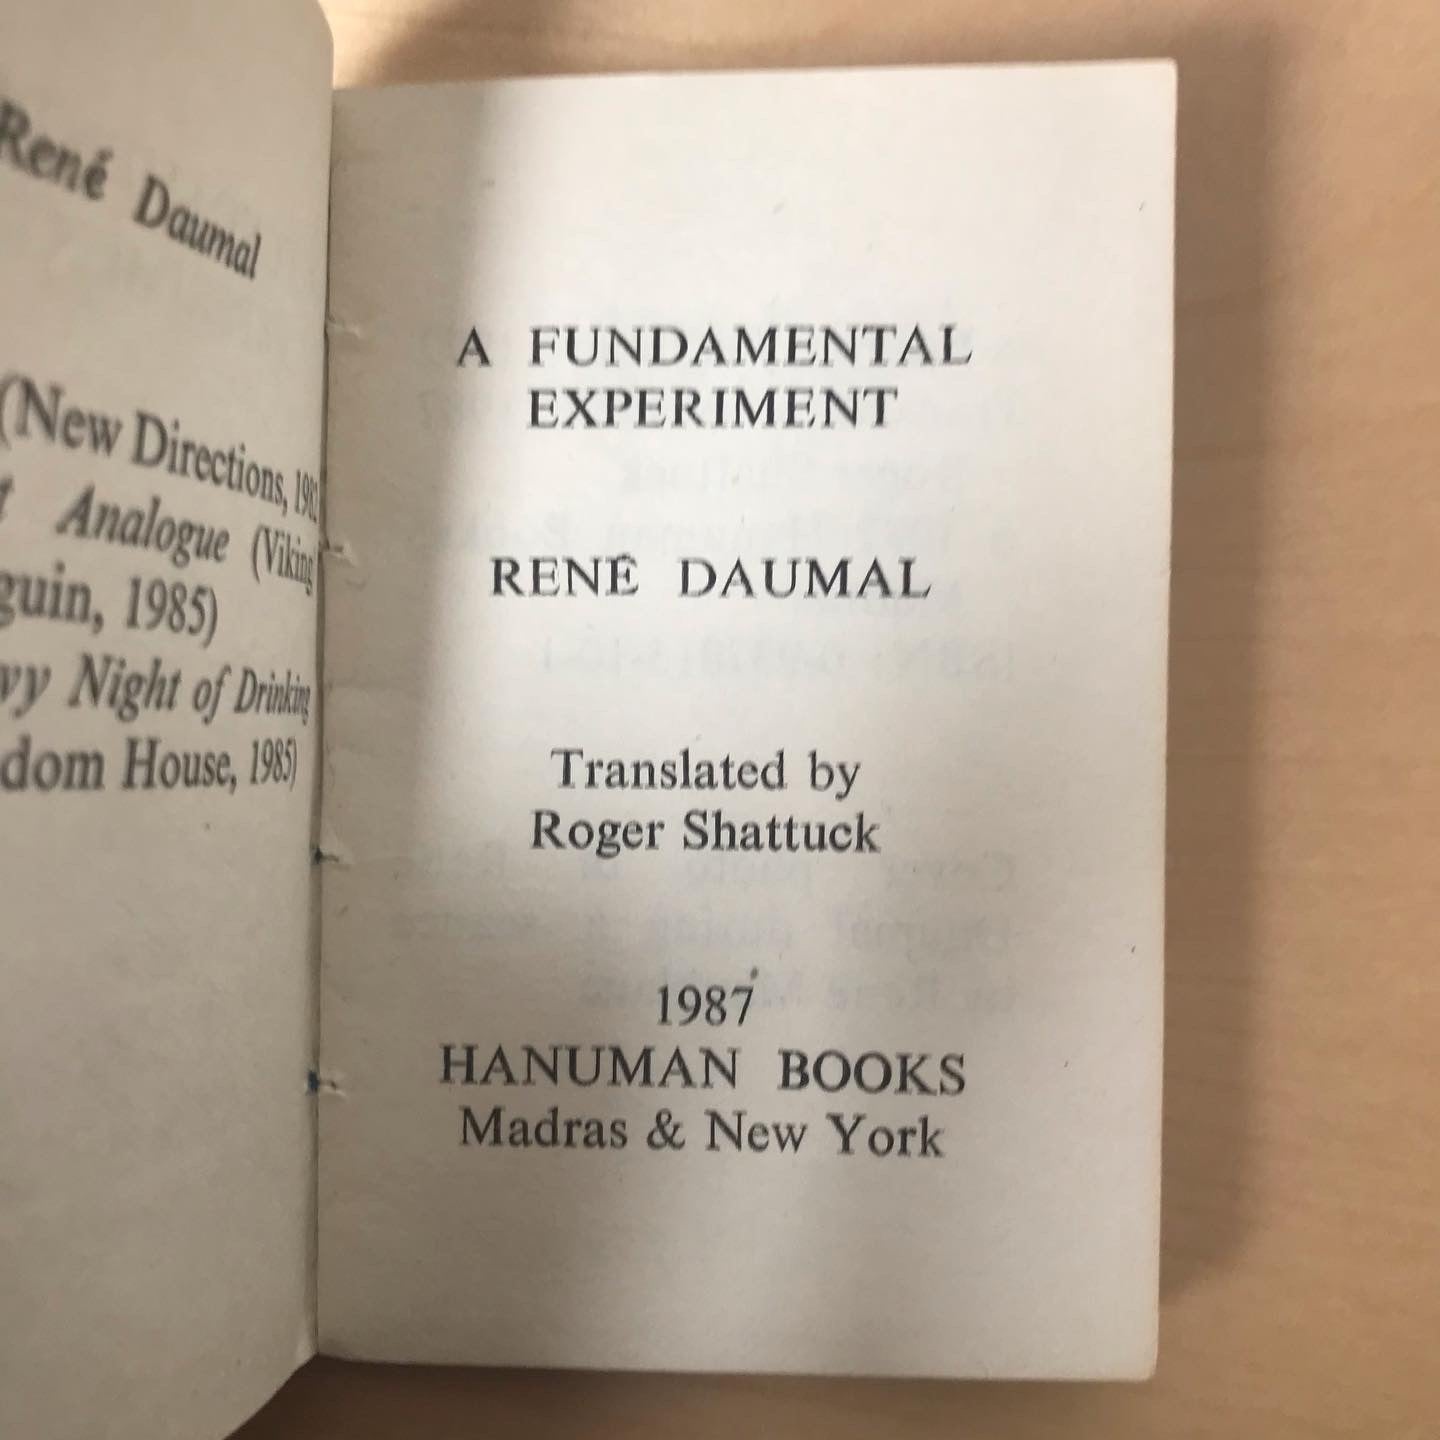 René Daumal
(New Directions, 198
Analogue (Viking
guin, 1985)
vy Night of Drinking
dom House, 1985)
A FUNDAMENTAL
EXPERIMENT
RENÉ DAUMAL
Translated by
Roger Shattuck
1987
HANUMAN BOOKS
Madras & New York